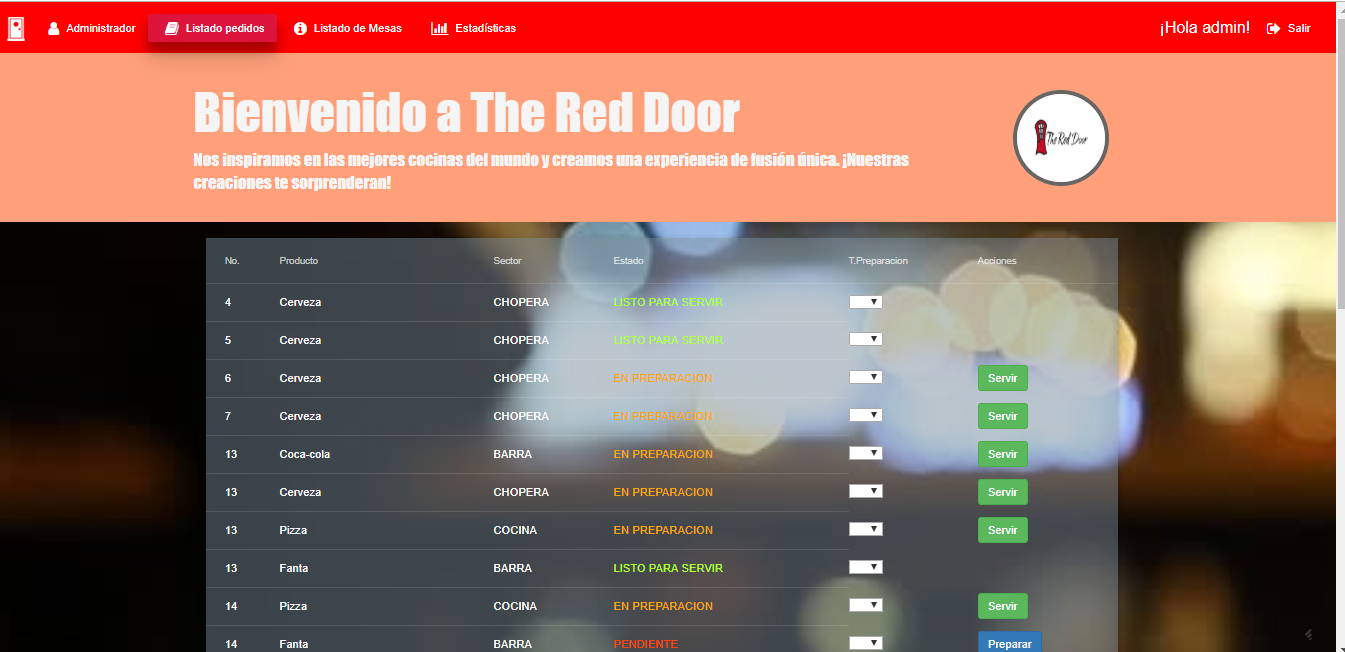 Administrador Listado pedidos Listado de Mesas Estadísticas ¡Hola admin! Salir
Bienvenido a The Red Door
Nos inspiramos en las mejores cocinas del mundo y creamos una experiencia de fusión única. ¡Nuestras
creaciones te sorprenderan!
The Red Door
No. Producto Sector Estado T.Preparacion Acciones
4 Cerveza CHOPERA LISTO PARA SERVIR
5 Cerveza CHOPERA LISTO PARA SERVIR
6 Cerveza CHOPERA EN PREPARACION Servir
7 Cerveza CHOPERA EN PREPARACION Servir
13 Coca-cola BARRA EN PREPARACION Servir
13 Cerveza CHOPERA EN PREPARACION Servir
13 Pizza COCINA EN PREPARACION Servir
13 Fanta BARRA LISTO PARA SERVIR
14 Pizza COCINA EN PREPARACION Servir
14 Fanta BARRA PENDIENTE Preparar